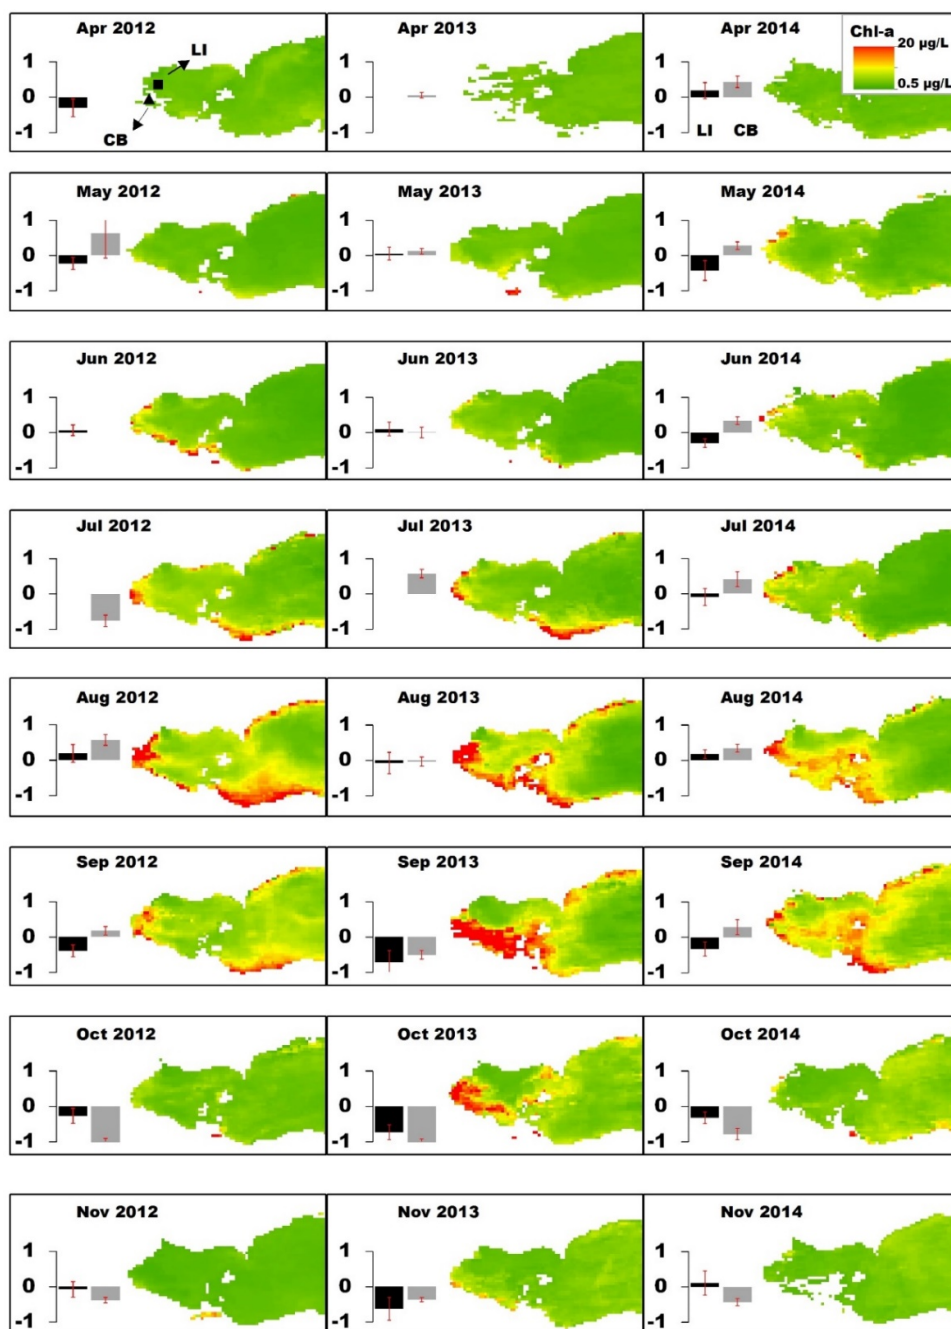 Apr 2012
LI
CB
1
0
-1
Apr 2013
1
0
-1
Apr 2014
Chl-a
20 µg/L
0.5 µg/L
1
0
-1
LI CB
May 2012
1
0
-1
May 2013
1
0
-1
May 2014
1
0
-1
Jun 2012
1
0
-1
Jun 2013
1
0
-1
Jun 2014
1
0
-1
Jul 2012
1
0
-1
Jul 2013
1
0
-1
Jul 2014
1
0
-1
Aug 2012
1
0
-1
Aug 2013
1
0
-1
Aug 2014
1
0
-1
Sep 2012
1
0
-1
Sep 2013
1
0
-1
Sep 2014
1
0
-1
Oct 2012
1
0
-1
Oct 2013
1
0
-1
Oct 2014
1
0
-1
Nov 2012
1
0
-1
Nov 2013
1
0
-1
Nov 2014
1
0
-1